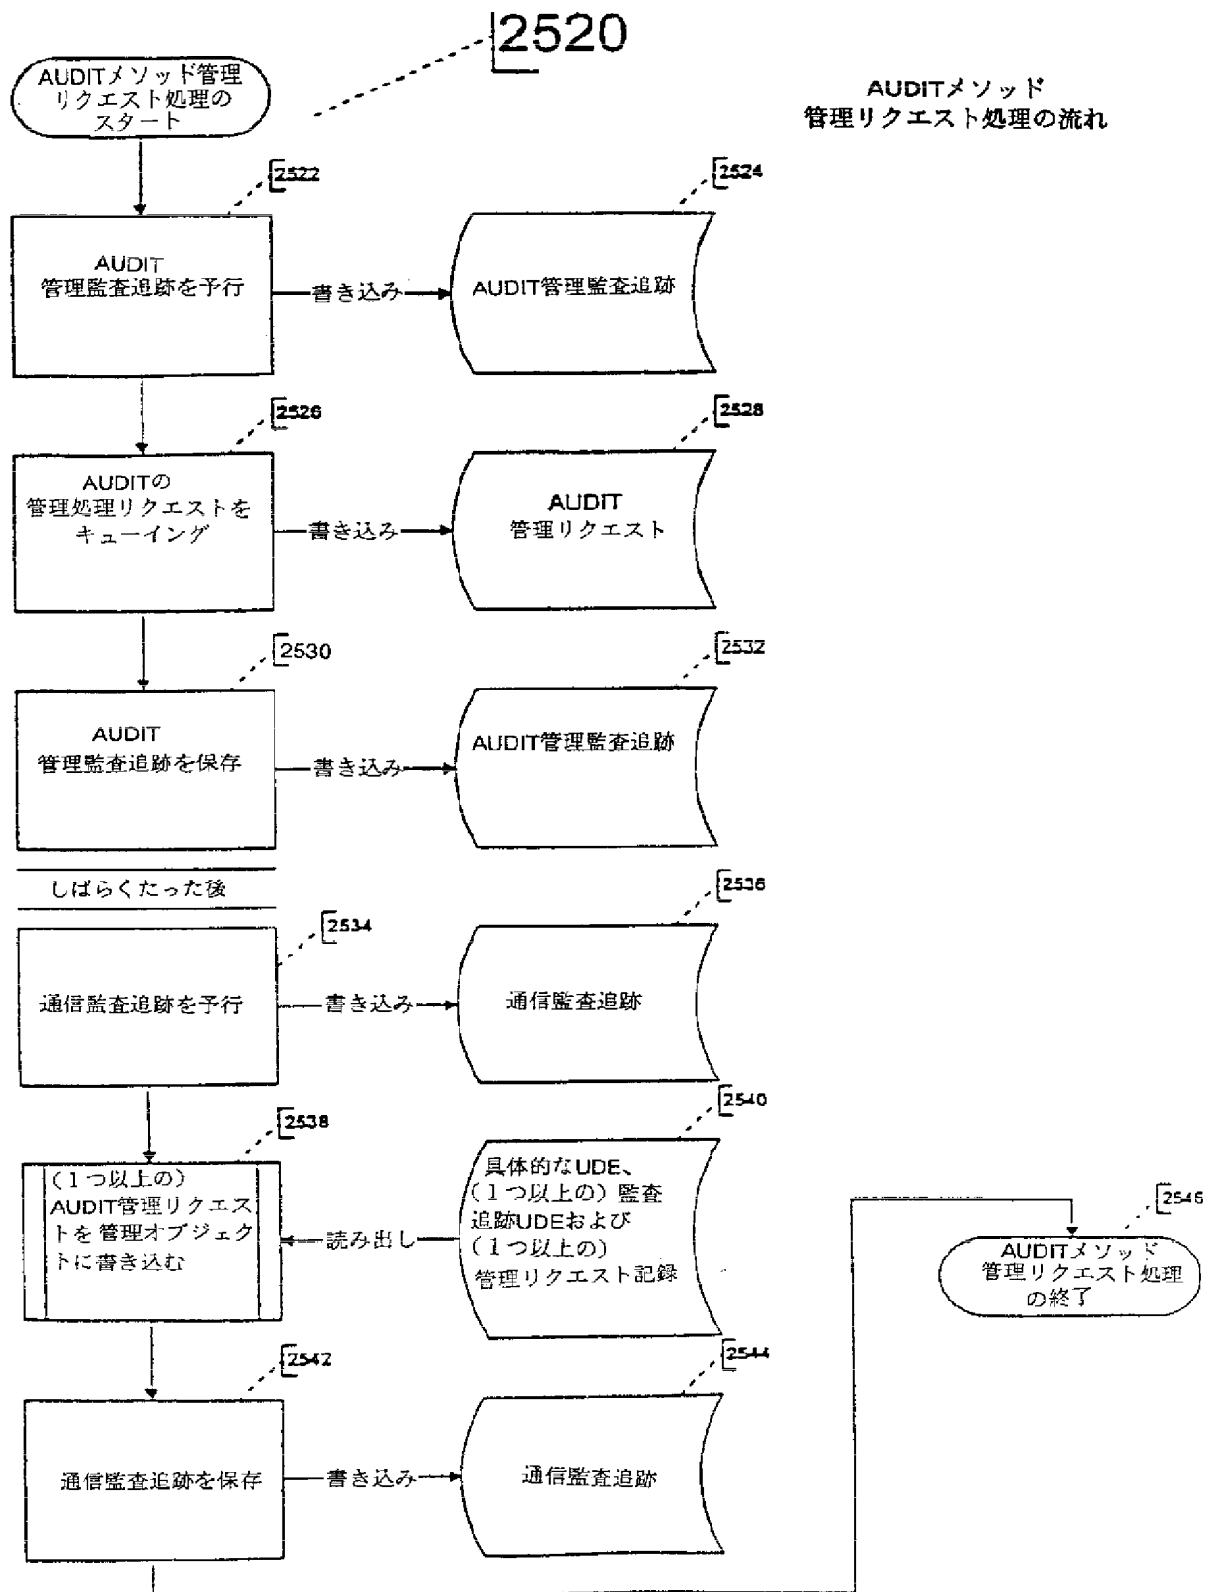 2520
AUDITメソッド管理
リクエスト処理の
スタート
AUDITメソッド
管理リクエスト処理の流れ
2522
AUDIT
管理監査追跡を予行
書き込み
2524
AUDIT管理監査追跡
2526
AUDITの
管理処理リクエストを
キューイング
書き込み
2528
AUDIT
管理リクエスト
2530
AUDIT
管理監査追跡を保存
書き込み
2532
AUDIT管理監査追跡
しばらくたった後
2534
通信監査追跡を予行
書き込み
2536
通信監査追跡
2538
(1つ以上の)
AUDIT管理リクエス
トを管理オブジェク
トに書き込む
読み出し
2540
具体的なUDE、
(1つ以上の)監査
追跡UDEおよび
(1つ以上の)
管理リクエスト記録
2542
通信監査追跡を保存
書き込み
2544
通信監査追跡
2546
AUDITメソッド
管理リクエスト処理
の終了